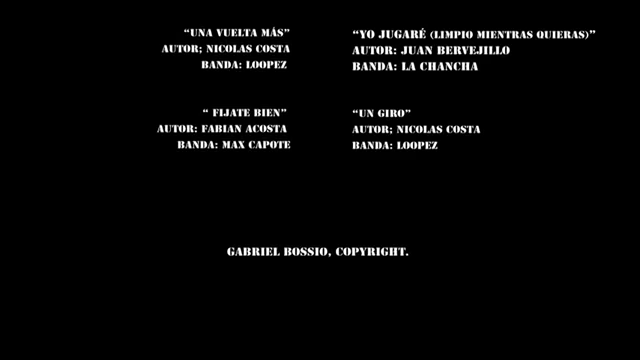 “UNA VUELTA MÁS”
AUTOR; NICOLAS COSTA
BANDA: LOOPEZ
“YO JUGARÉ (LIMPIO MIENTRAS QUIERAS)”
AUTOR: JUAN BERVEJILLO
BANDA: LA CHANCHA
“ FIJATE BIEN”
AUTOR: FABIAN ACOSTA
BANDA: MAX CAPOTE
“UN GIRO”
AUTOR; NICOLAS COSTA
BANDA: LOOPEZ
GABRIEL BOSSIO, COPYRIGHT.